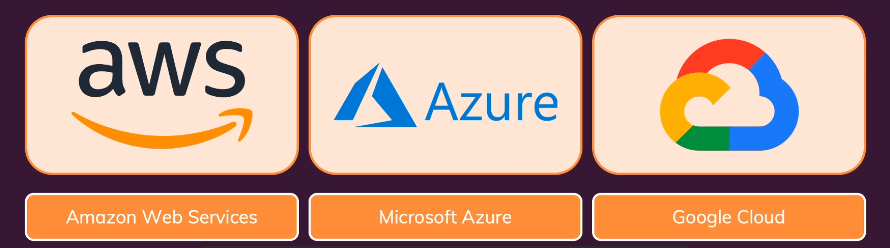 aws
Azure
Amazon Web Services
Microsoft Azure
Google Cloud